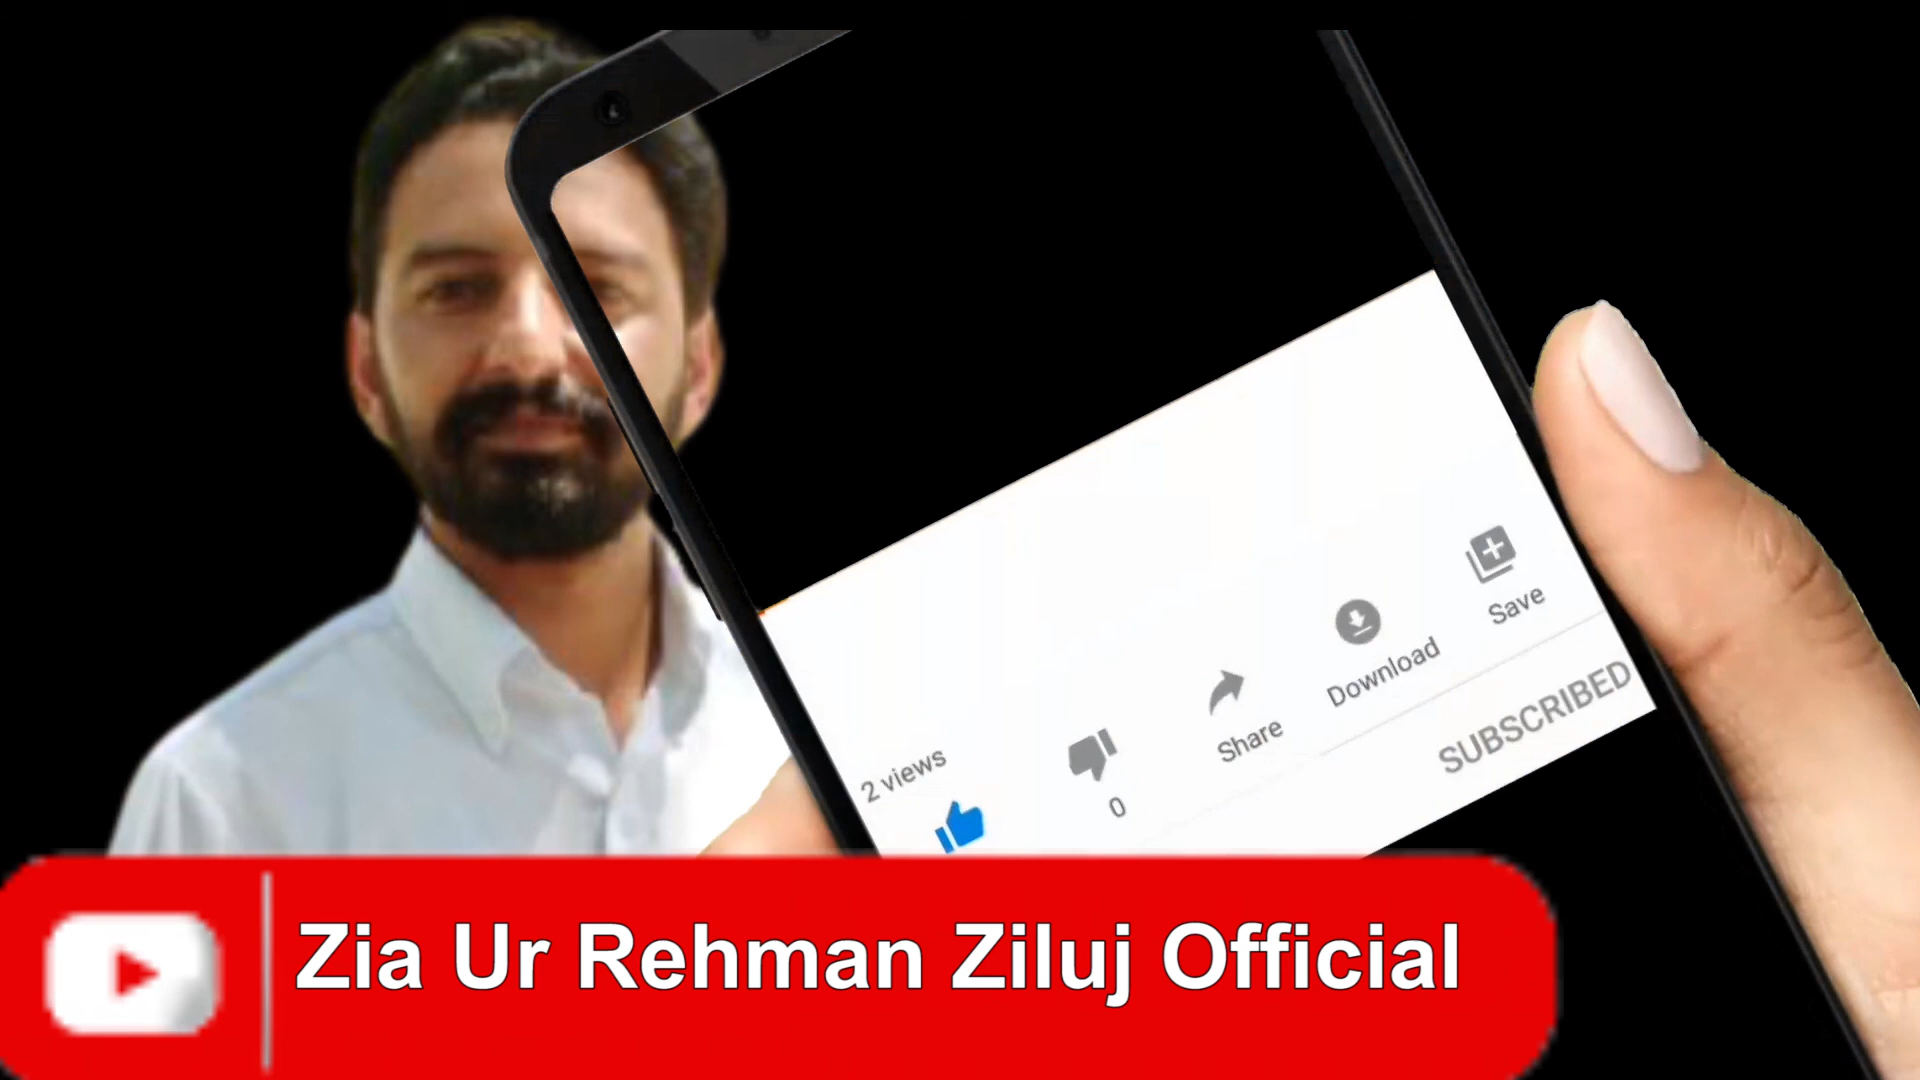 2 views
0
Share
Download
Save
SUBSCRIBED
Zia Ur Rehman Ziluj Official